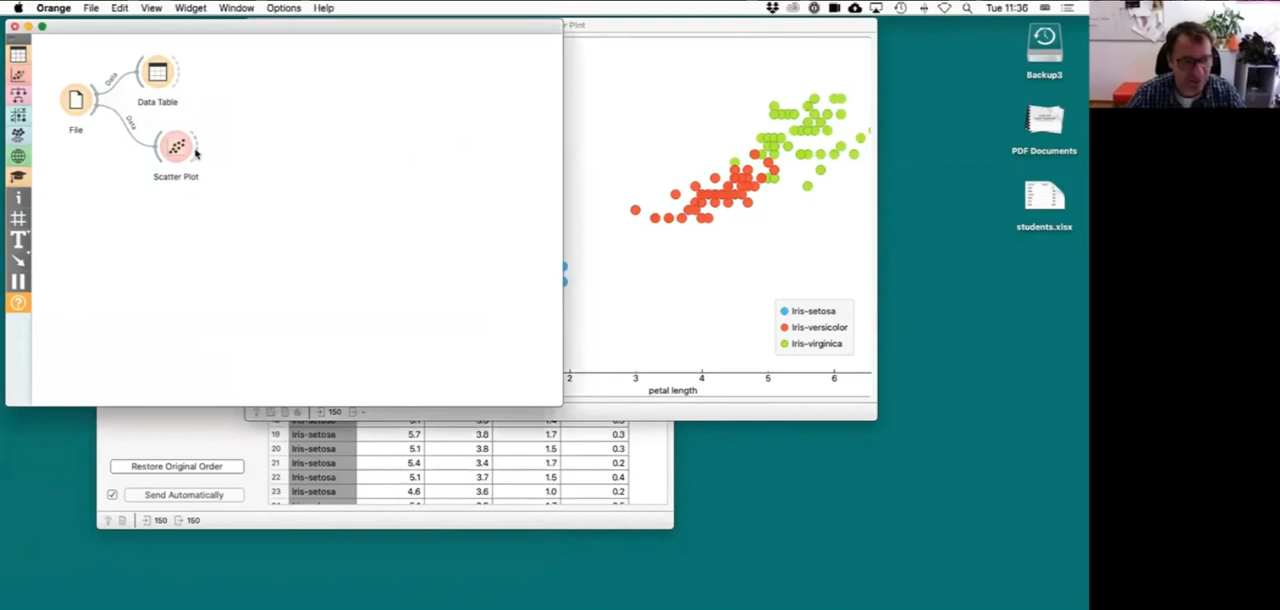 Orange File Edit View Widget Window Options Help
Tue 11:36
Plot
Data
Data Table
File
Data
Scatter Plot
Iris-setosa
Iris-versicolor
Iris-virginica
2 3 4 5 6
petal length
150 -
19 Iris-setosa 5.7 3.8 1.7 0.3
20 Iris-setosa 5.1 3.8 1.5 0.3
21 Iris-setosa 5.4 3.4 1.7 0.2
22 Iris-setosa 5.1 3.7 1.5 0.4
23 Iris-setosa 4.6 3.6 1.0 0.2
Restore Original Order
Send Automatically
150 150
Backup3
PDF Documents
students.xlsx